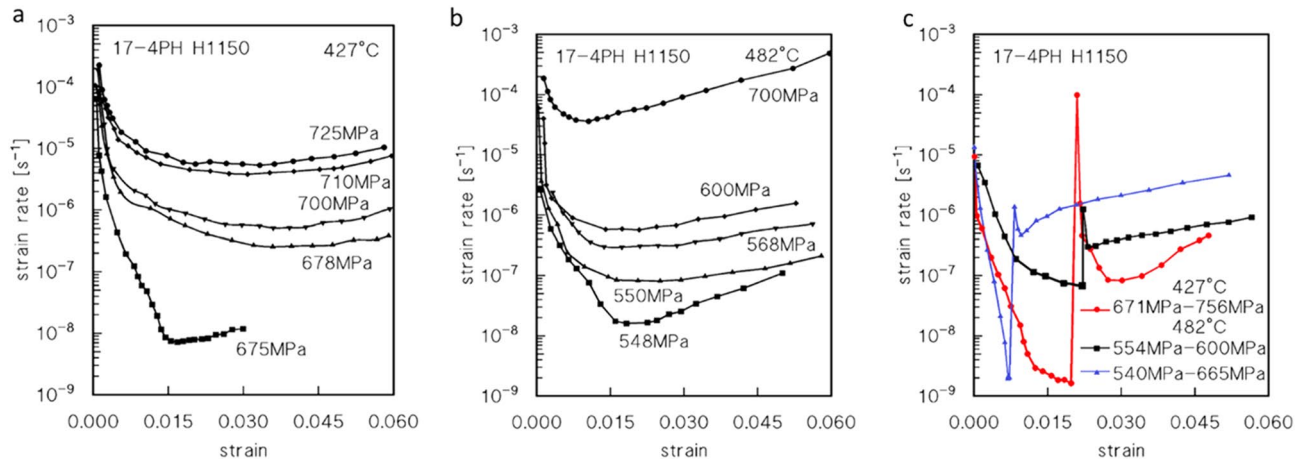 a
17-4PH H1150 427°C
10⁻³
10⁻⁴
10⁻⁵
10⁻⁶
10⁻⁷
10⁻⁸
10⁻⁹
strain rate [s⁻¹]
725MPa
710MPa
700MPa
678MPa
675MPa
0.000 0.015 0.030 0.045 0.060
strain
b
17-4PH H1150 482°C
10⁻³
10⁻⁴
10⁻⁵
10⁻⁶
10⁻⁷
10⁻⁸
10⁻⁹
strain rate [s⁻¹]
700MPa
600MPa
568MPa
550MPa
548MPa
0.000 0.015 0.030 0.045 0.060
strain
c
17-4PH H1150
10⁻³
10⁻⁴
10⁻⁵
10⁻⁶
10⁻⁷
10⁻⁸
10⁻⁹
strain rate [s⁻¹]
427°C
671MPa-756MPa
482°C
554MPa-600MPa
540MPa-665MPa
0.000 0.015 0.030 0.045 0.060
strain